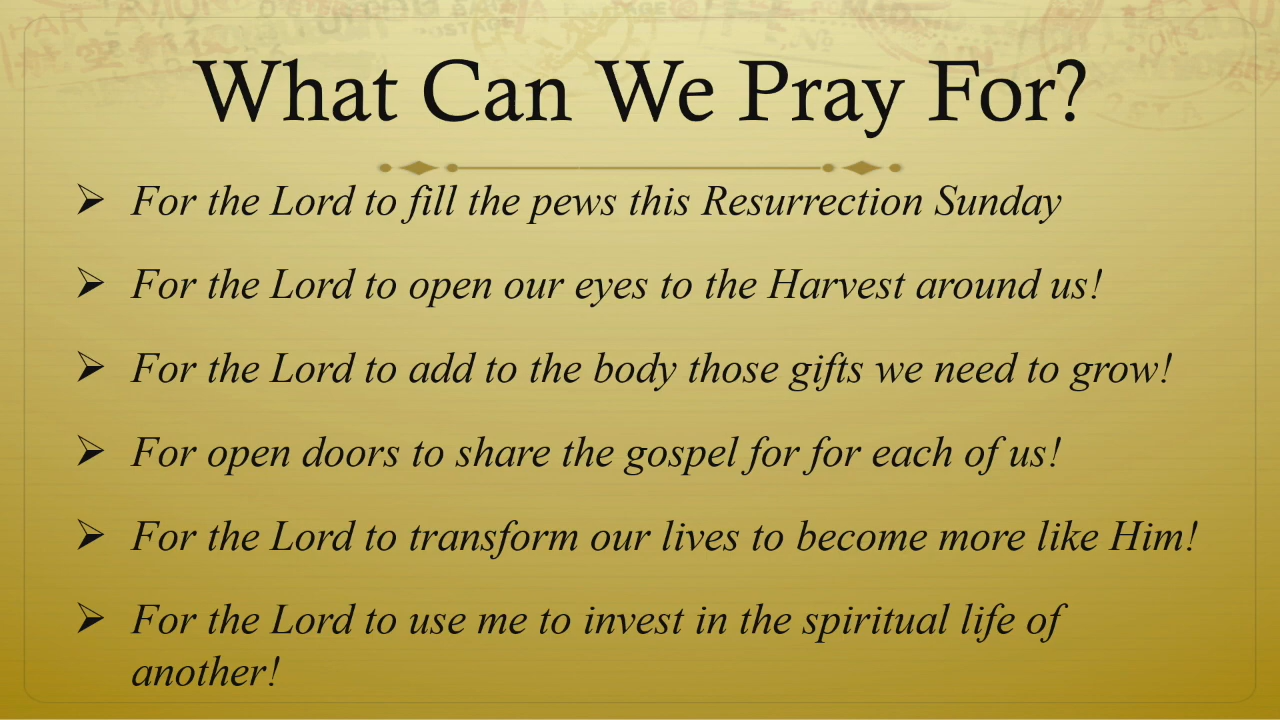 What Can We Pray For?
➢ For the Lord to fill the pews this Resurrection Sunday
➢ For the Lord to open our eyes to the Harvest around us!
➢ For the Lord to add to the body those gifts we need to grow!
➢ For open doors to share the gospel for for each of us!
➢ For the Lord to transform our lives to become more like Him!
➢ For the Lord to use me to invest in the spiritual life of
another!